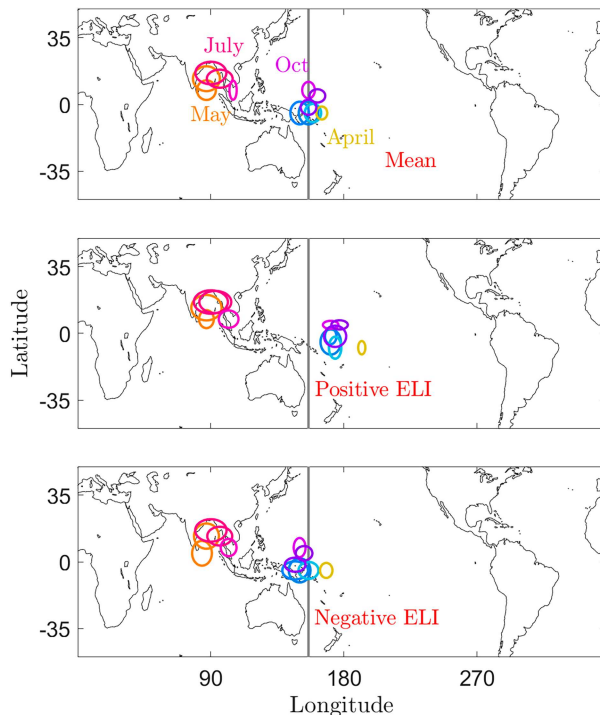 35
July
Oct
0
May
April
Mean
-35
35
Latitude
0
Positive ELI
-35
35
0
Negative ELI
-35
90 180 270
Longitude